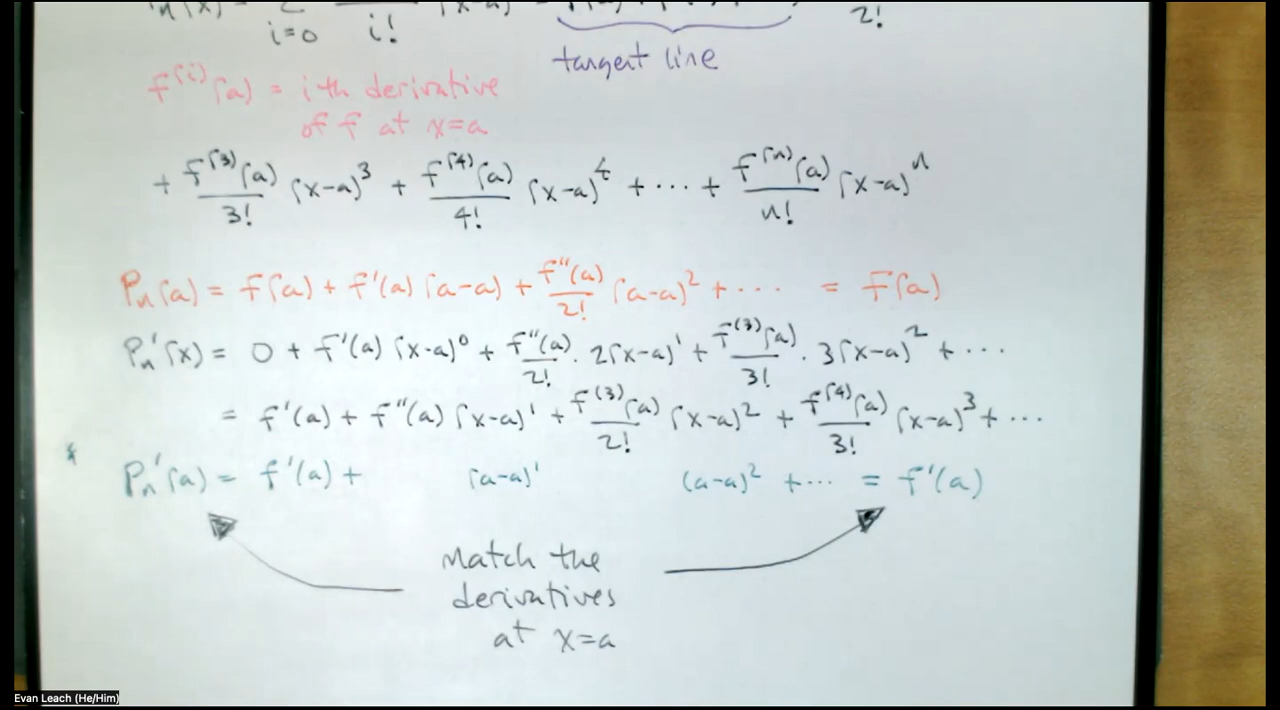 Pn(x) = Σ i=0 i! (x-a) 2!
tangent line
f^(i)(a) = i-th derivative
of f at x=a
+ f^(3)(a)/3! (x-a)^3 + f^(4)(a)/4! (x-a)^4 + ··· + f^(n)(a)/n! (x-a)^n
Pn(a) = f(a) + f'(a)(a-a) + f''(a)/2! (a-a)^2 + ···· = f(a)
Pn'(x) = 0 + f'(a)(x-a)^0 + f''(a)/2! · 2(x-a)^1 + f^(3)(a)/3! · 3(x-a)^2 + ···
= f'(a) + f''(a)(x-a)^1 + f^(3)(a)/2! (x-a)^2 + f^(4)(a)/3! (x-a)^3 + ···
Pn'(a) = f'(a) + (a-a)^1 (a-a)^2 + ··· = f'(a)
Match the
derivatives
at x=a
Evan Leach (He/Him)